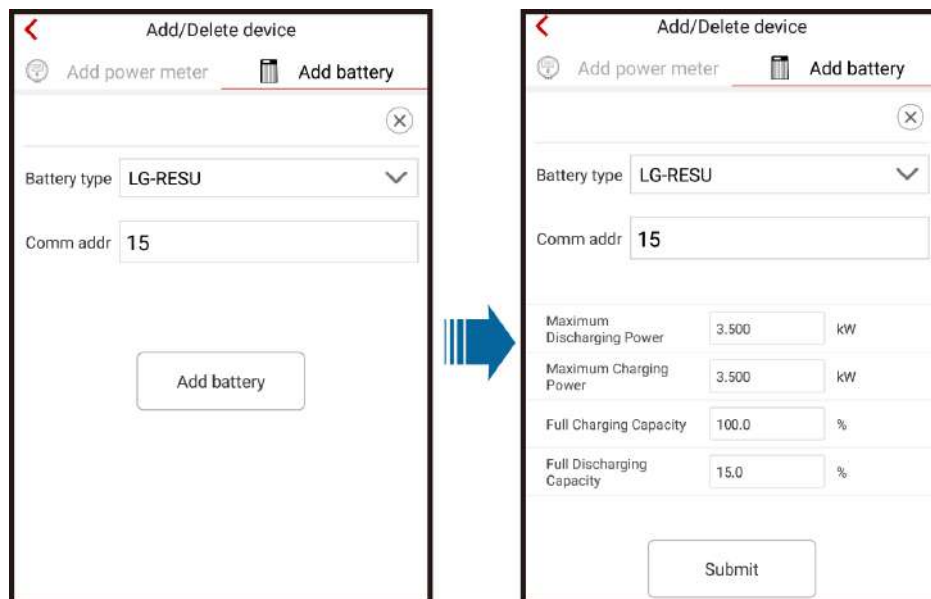 Add/Delete device
Add power meter
Add battery
Battery type
LG-RESU
Comm addr
15
Add battery
Add/Delete device
Add power meter
Add battery
Battery type
LG-RESU
Comm addr
15
Maximum
Discharging Power
3.500
kW
Maximum Charging
Power
3.500
kW
Full Charging Capacity
100.0
%
Full Discharging
Capacity
15.0
%
Submit